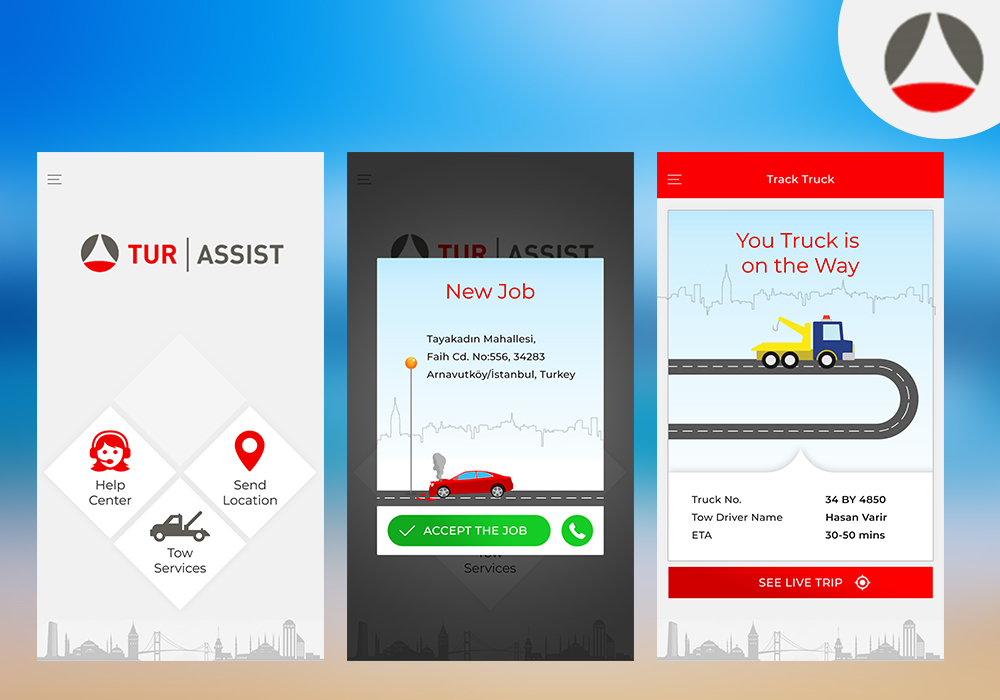 TUR | ASSIST
Help
Center
Send
Location
Tow
Services
TUR | ASSIST
New Job
Tayakadın Mahallesi,
Faih Cd. No:556, 34283
Arnavutköy/İstanbul, Turkey
ACCEPT THE JOB
Tow
Services
Track Truck
You Truck is
on the Way
Truck No. 34 BY 4850
Tow Driver Name Hasan Varir
ETA 30-50 mins
SEE LIVE TRIP